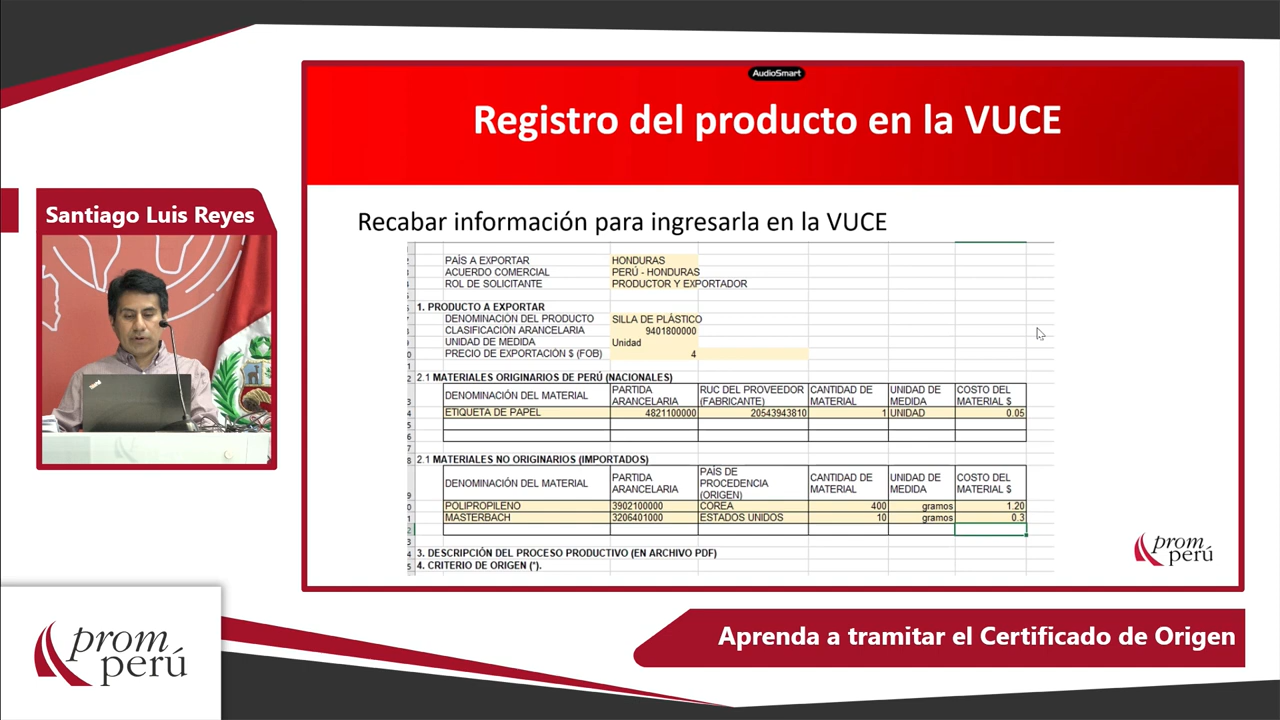 AudioSmart
Registro del producto en la VUCE
Santiago Luis Reyes
Recabar información para ingresarla en la VUCE
PAÍS A EXPORTAR HONDURAS
ACUERDO COMERCIAL PERÚ - HONDURAS
ROL DE SOLICITANTE PRODUCTOR Y EXPORTADOR
1. PRODUCTO A EXPORTAR
DENOMINACIÓN DEL PRODUCTO SILLA DE PLÁSTICO
CLASIFICACIÓN ARANCELARIA 9401800000
UNIDAD DE MEDIDA Unidad
PRECIO DE EXPORTACIÓN $ (FOB) 4
2.1 MATERIALES ORIGINARIOS DE PERÚ (NACIONALES)
DENOMINACIÓN DEL MATERIAL PARTIDA ARANCELARIA RUC DEL PROVEEDOR (FABRICANTE) CANTIDAD DE MATERIAL UNIDAD DE MEDIDA COSTO DEL MATERIAL $
ETIQUETA DE PAPEL 4821100000 20543943810 1 UNIDAD 0.05
2.1 MATERIALES NO ORIGINARIOS (IMPORTADOS)
DENOMINACIÓN DEL MATERIAL PARTIDA ARANCELARIA PAÍS DE PROCEDENCIA (ORIGEN) CANTIDAD DE MATERIAL UNIDAD DE MEDIDA COSTO DEL MATERIAL $
POLIPROPILENO 3902100000 COREA 400 gramos 1.20
MASTERBACH 3206401000 ESTADOS UNIDOS 10 gramos 0.3
3. DESCRIPCIÓN DEL PROCESO PRODUCTIVO (EN ARCHIVO PDF)
4. CRITERIO DE ORIGEN (*).
prom
perú
Aprenda a tramitar el Certificado de Origen
prom
perú